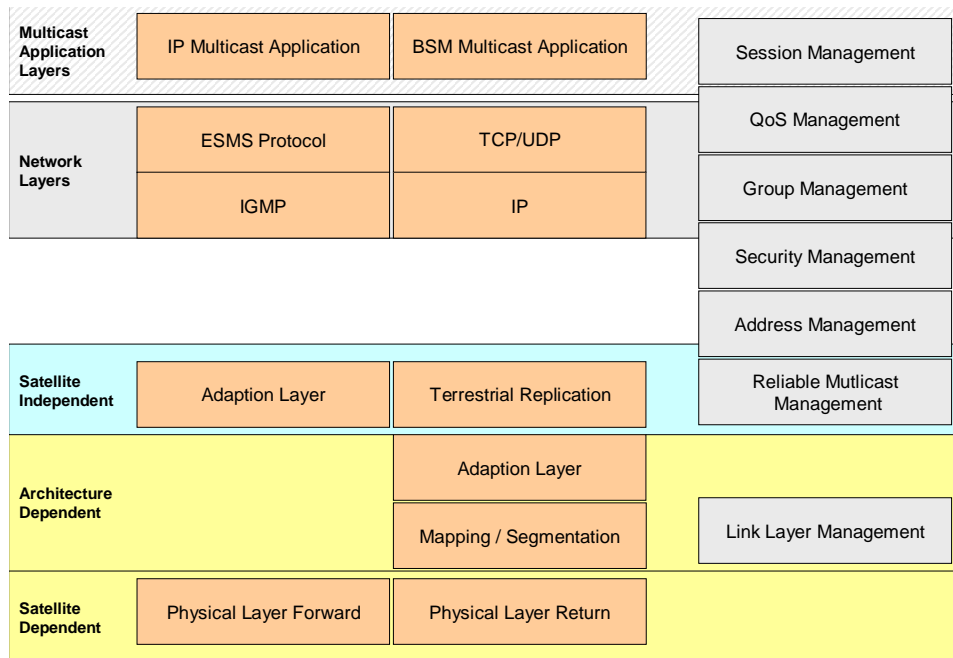 Multicast
Application
Layers
IP Multicast Application
BSM Multicast Application
Session Management
Network
Layers
ESMS Protocol
TCP/UDP
QoS Management
IGMP
IP
Group Management
Security Management
Address Management
Satellite
Independent
Adaption Layer
Terrestrial Replication
Reliable Mutlicast
Management
Architecture
Dependent
Adaption Layer
Mapping / Segmentation
Link Layer Management
Satellite
Dependent
Physical Layer Forward
Physical Layer Return